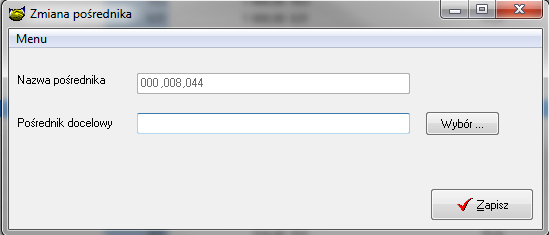 Zmiana pośrednika
Menu
Nazwa pośrednika
000 ,008 ,044
Pośrednik docelowy
Wybór ...
Zapisz